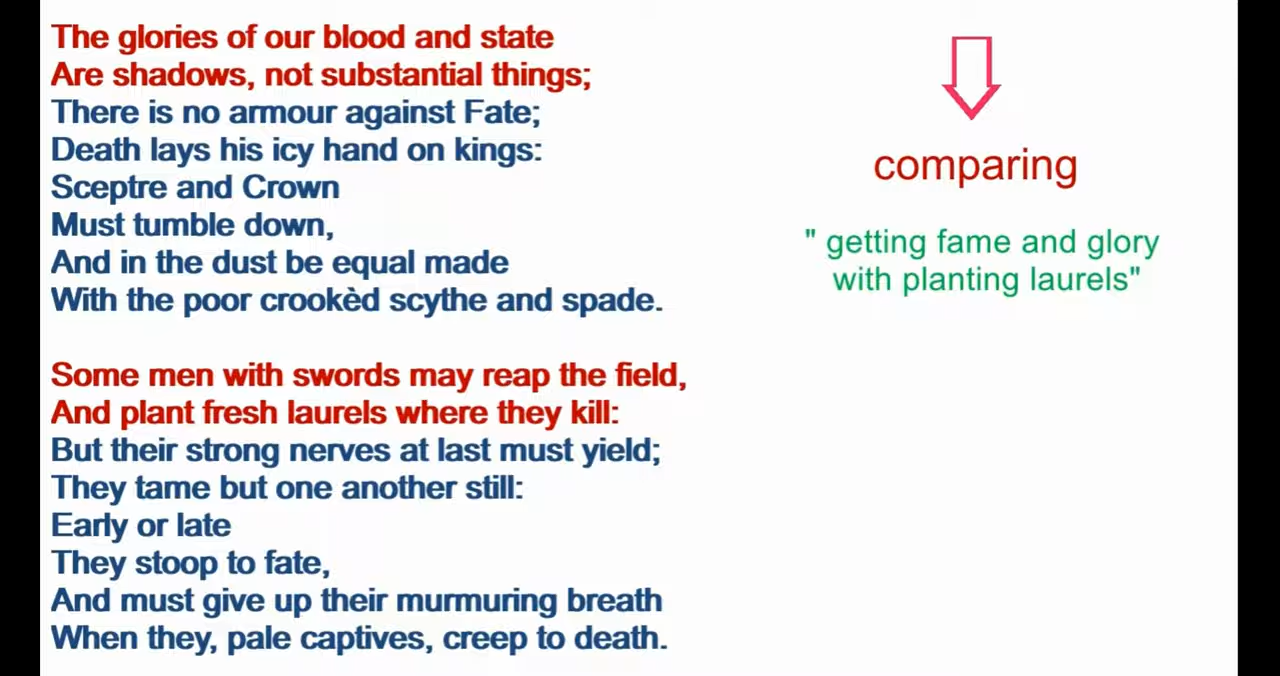 The glories of our blood and state
Are shadows, not substantial things;
There is no armour against Fate;
Death lays his icy hand on kings:
Sceptre and Crown
Must tumble down,
And in the dust be equal made
With the poor crookèd scythe and spade.
Some men with swords may reap the field,
And plant fresh laurels where they kill:
But their strong nerves at last must yield;
They tame but one another still:
Early or late
They stoop to fate,
And must give up their murmuring breath
When they, pale captives, creep to death.
comparing
" getting fame and glory
with planting laurels"